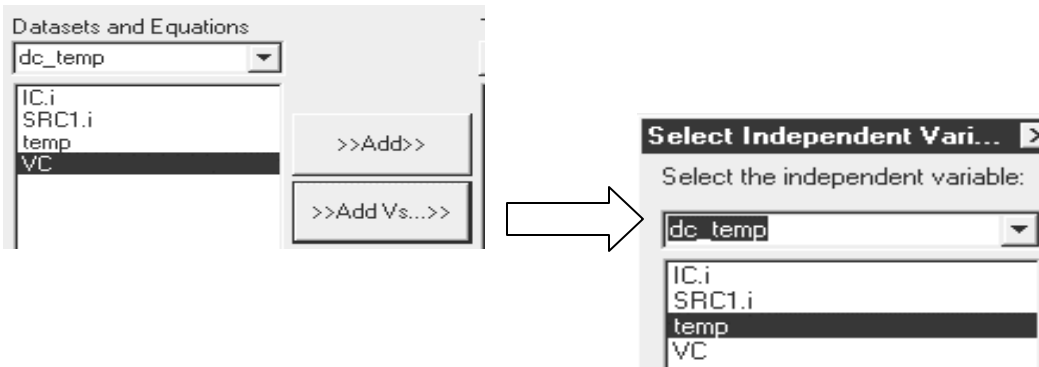 Datasets and Equations
dc_temp
IC.i
SRC1.i
temp
VC
>>Add>>
>>Add Vs...>>
Select Independent Vari...
Select the independent variable:
dc_temp
IC.i
SRC1.i
temp
VC